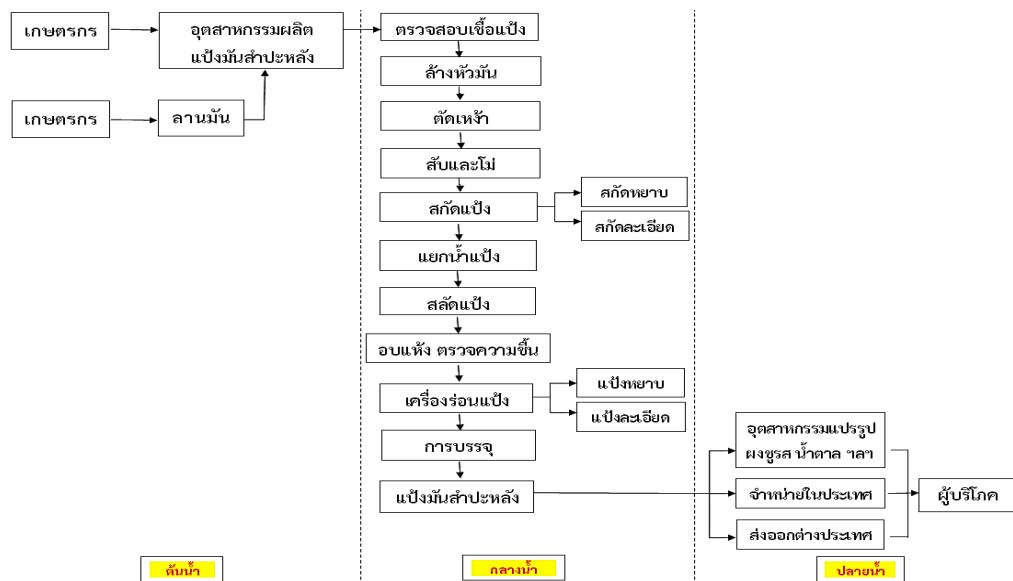 เกษตรกร
อุตสาหกรรมผลิต
แป้งมันสำปะหลัง
เกษตรกร
ลานมัน
ตรวจสอบเชื้อแป้ง
ล้างหัวมัน
ตัดเหง้า
สับและโม่
สกัดแป้ง
สกัดหยาบ
สกัดละเอียด
แยกน้ำแป้ง
สลัดแป้ง
อบแห้ง ตรวจความชื้น
เครื่องร่อนแป้ง
แป้งหยาบ
แป้งละเอียด
การบรรจุ
แป้งมันสำปะหลัง
อุตสาหกรรมแปรรูป
ผงชูรส น้ำตาล ฯลฯ
จำหน่ายในประเทศ
ส่งออกต่างประเทศ
ผู้บริโภค
ต้นน้ำ
กลางน้ำ
ปลายน้ำ